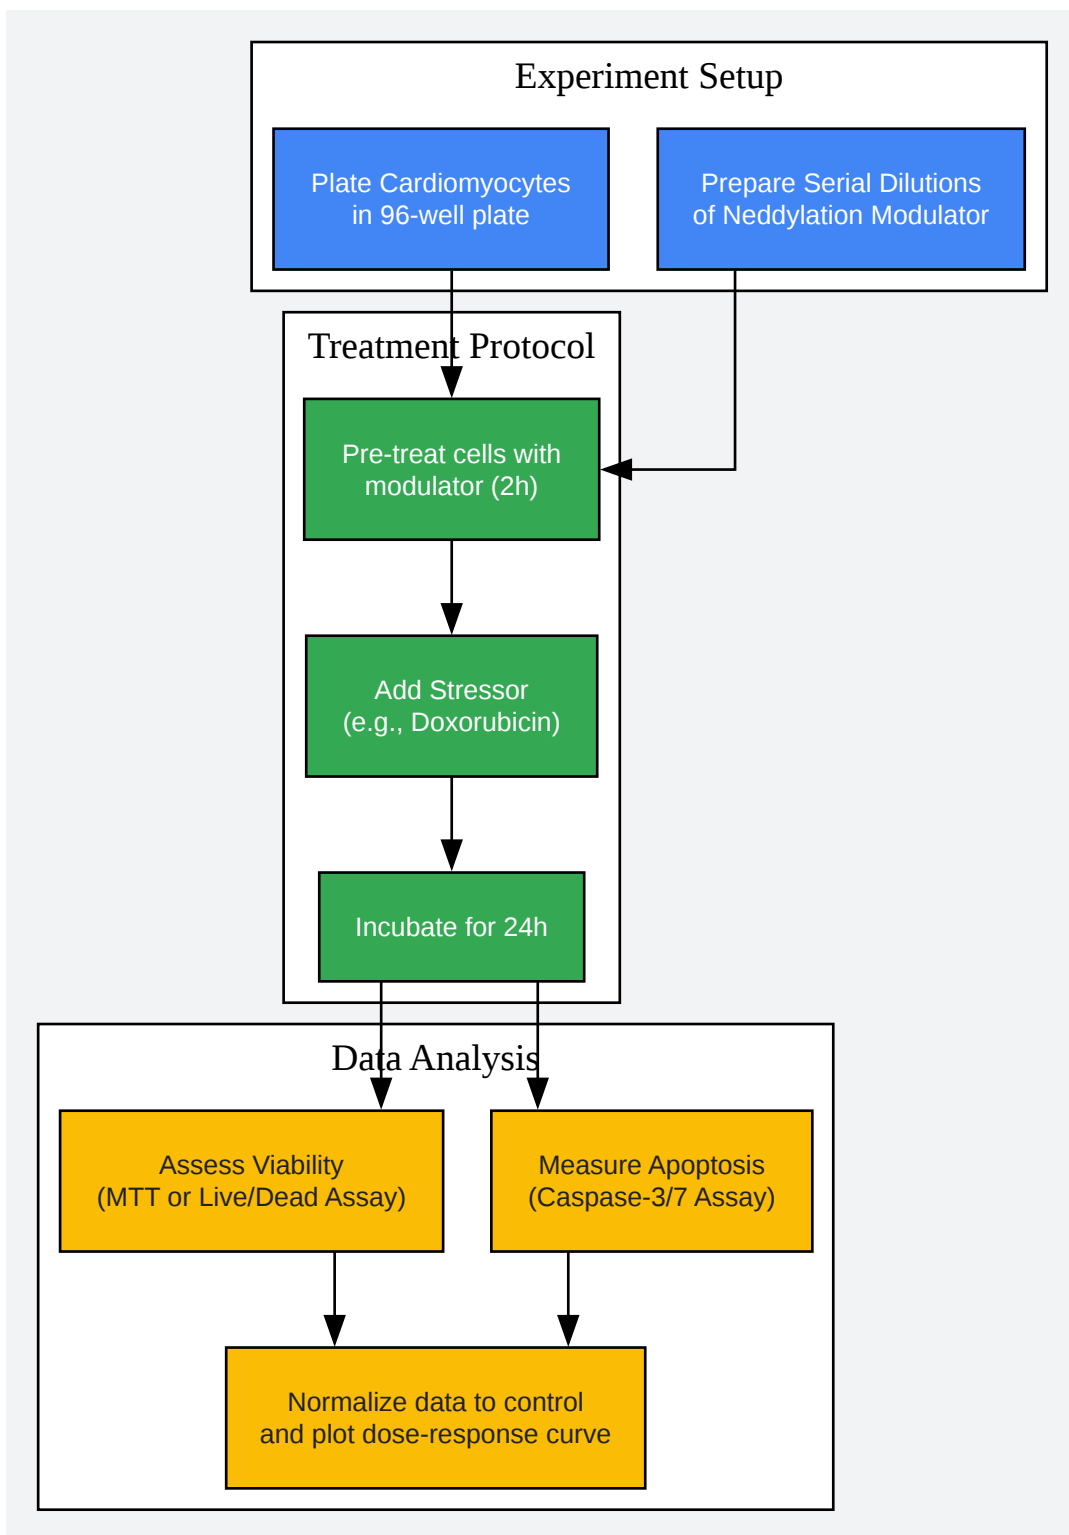 Experiment Setup
Plate Cardiomyocytes
in 96-well plate
Prepare Serial Dilutions
of Neddylation Modulator
Treatment Protocol
Pre-treat cells with
modulator (2h)
Add Stressor
(e.g., Doxorubicin)
Incubate for 24h
Data Analysis
Assess Viability
(MTT or Live/Dead Assay)
Measure Apoptosis
(Caspase-3/7 Assay)
Normalize data to control
and plot dose-response curve